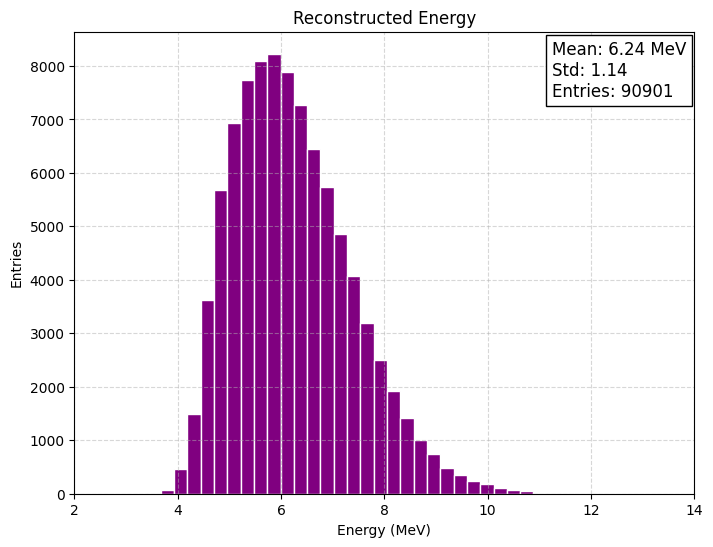 Reconstructed Energy
Mean: 6.24 MeV
Std: 1.14
Entries: 90901
8000
7000
6000
5000
4000
3000
2000
1000
0
Entries
2 4 6 8 10 12 14
Energy (MeV)